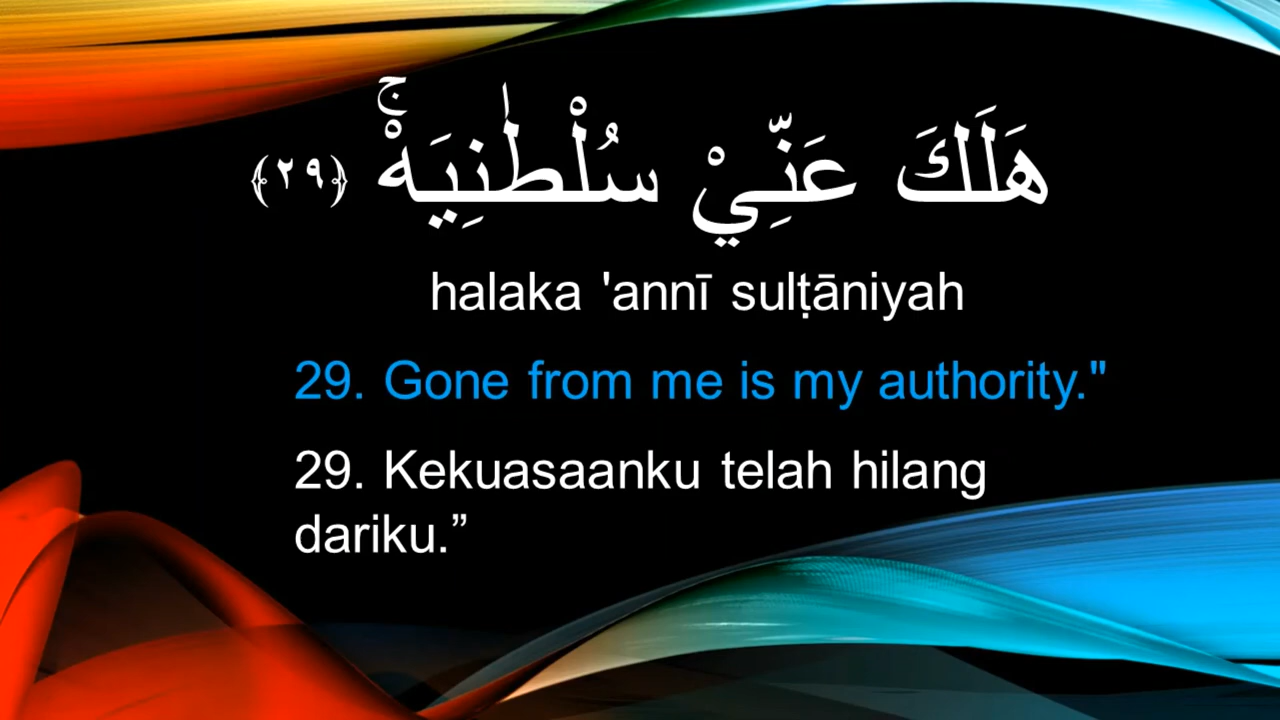 هَلَكَ عَنِّيْ سُلْطٰنِيَهْۚ ﴿٢٩﴾
halaka 'annī sulṭāniyah
29. Gone from me is my authority."
29. Kekuasaanku telah hilang
dariku.”